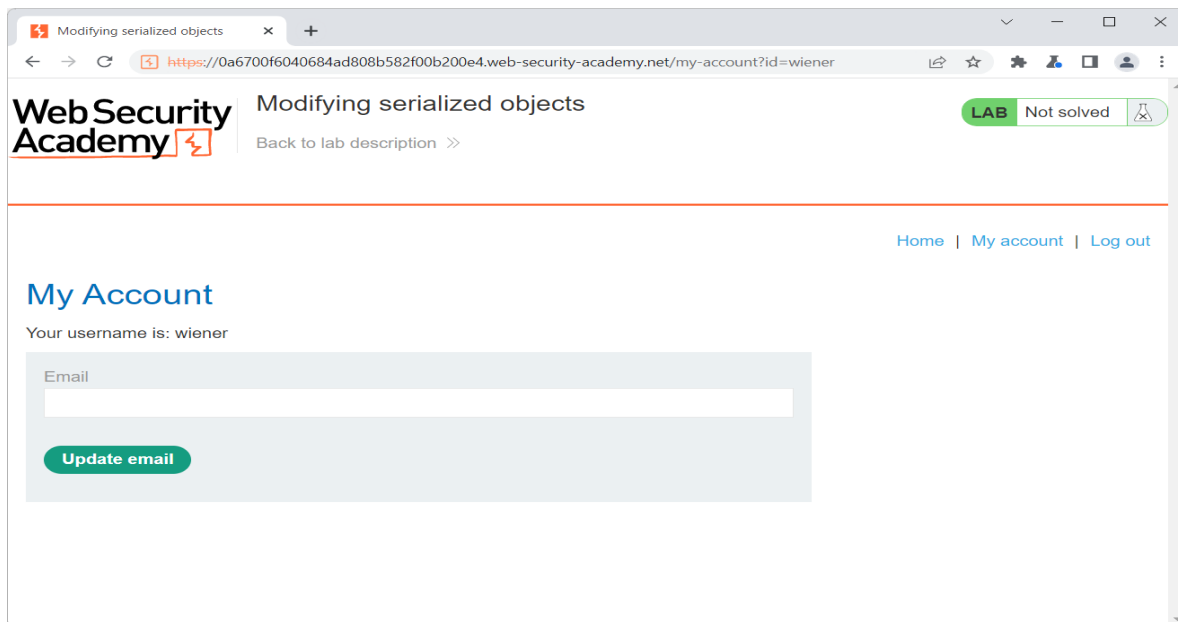 Modifying serialized objects
https://0a6700f6040684ad808b582f00b200e4.web-security-academy.net/my-account?id=wiener
Web Security
Academy
Modifying serialized objects
Back to lab description
LAB Not solved
Home | My account | Log out
My Account
Your username is: wiener
Email
Update email